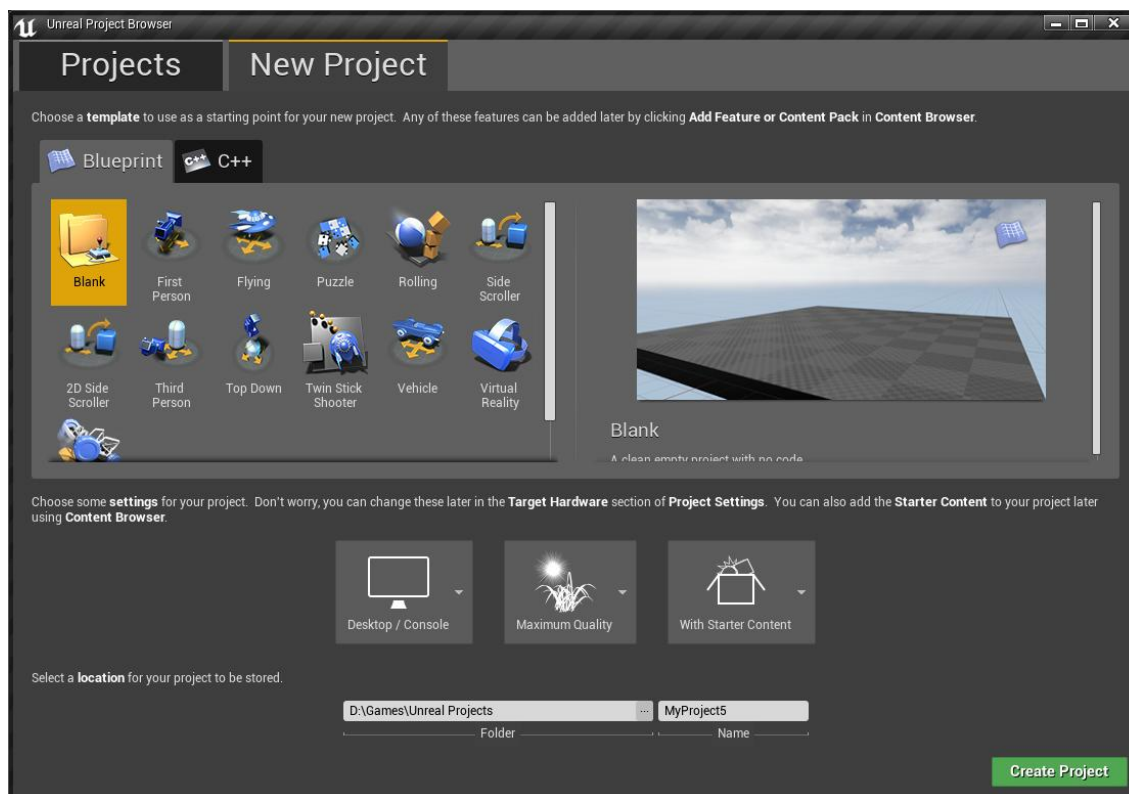 Unreal Project Browser
Projects
New Project
Choose a template to use as a starting point for your new project. Any of these features can be added later by clicking Add Feature or Content Pack in Content Browser.
Blueprint
C++
C++
Blank
First
Person
Flying
Puzzle
Rolling
Side
Scroller
2D Side
Scroller
Third
Person
Top Down
Twin Stick
Shooter
Vehicle
Virtual
Reality
Blank
A clean empty project with no code
Choose some settings for your project. Don't worry, you can change these later in the Target Hardware section of Project Settings. You can also add the Starter Content to your project later
using Content Browser.
Desktop / Console
Maximum Quality
With Starter Content
Select a location for your project to be stored.
D:\Games\Unreal Projects
...
MyProject5
Folder
Name
Create Project